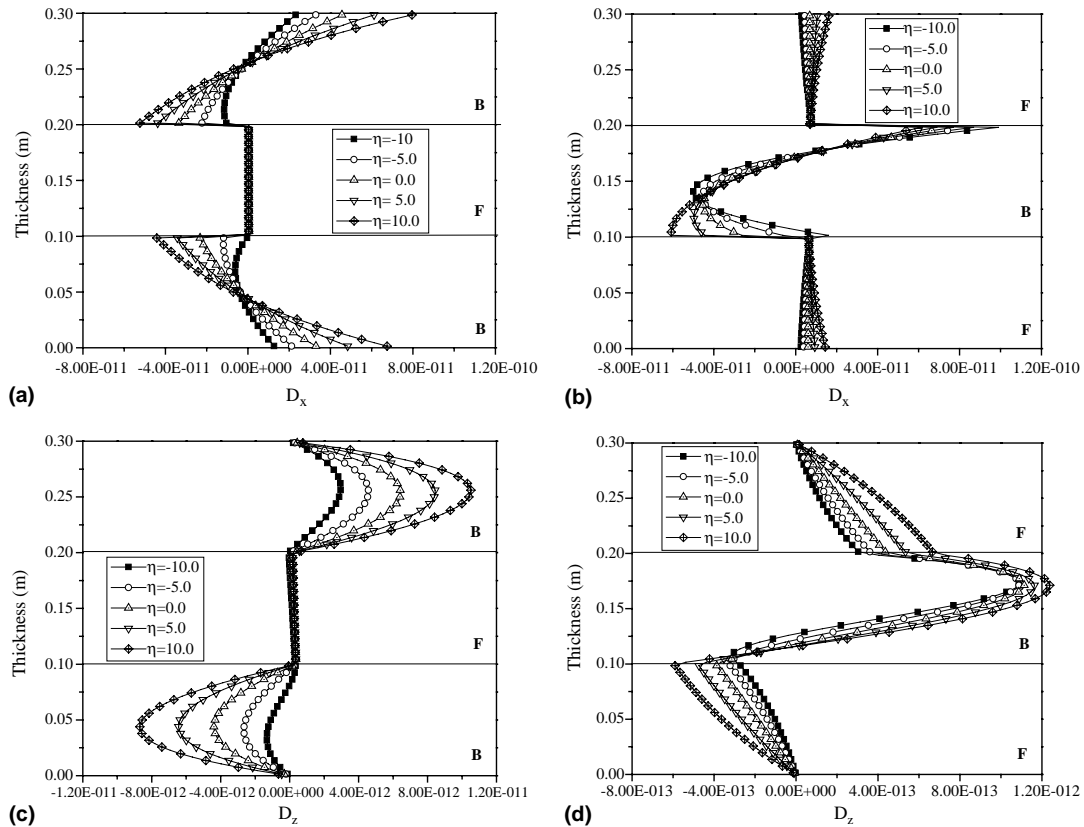 0.30
0.25
0.20
0.15
0.10
0.05
0.00
Thickness (m)
B
F
B
η=-10
η=-5.0
η= 0.0
η= 5.0
η=10.0
-8.00E-011 -4.00E-011 0.00E+000 4.00E-011 8.00E-011 1.20E-010
(a)
D_x
0.30
0.25
0.20
0.15
0.10
0.05
0.00
Thickness (m)
η=-10.0
η=-5.0
η=0.0
η=5.0
η=10.0
F
B
F
-8.00E-011 -4.00E-011 0.00E+000 4.00E-011 8.00E-011 1.20E-010
(b)
D_x
0.30
0.25
0.20
0.15
0.10
0.05
0.00
Thickness (m)
B
F
B
η=-10.0
η=-5.0
η=0.0
η=5.0
η=10.0
-1.20E-011 -8.00E-012 -4.00E-012 0.00E+000 4.00E-012 8.00E-012 1.20E-011
(c)
D_z
0.30
0.25
0.20
0.15
0.10
0.05
0.00
Thickness (m)
η=-10.0
η=-5.0
η=0.0
η=5.0
η=10.0
F
B
F
-8.00E-013 -4.00E-013 0.00E+000 4.00E-013 8.00E-013 1.20E-012
(d)
D_z